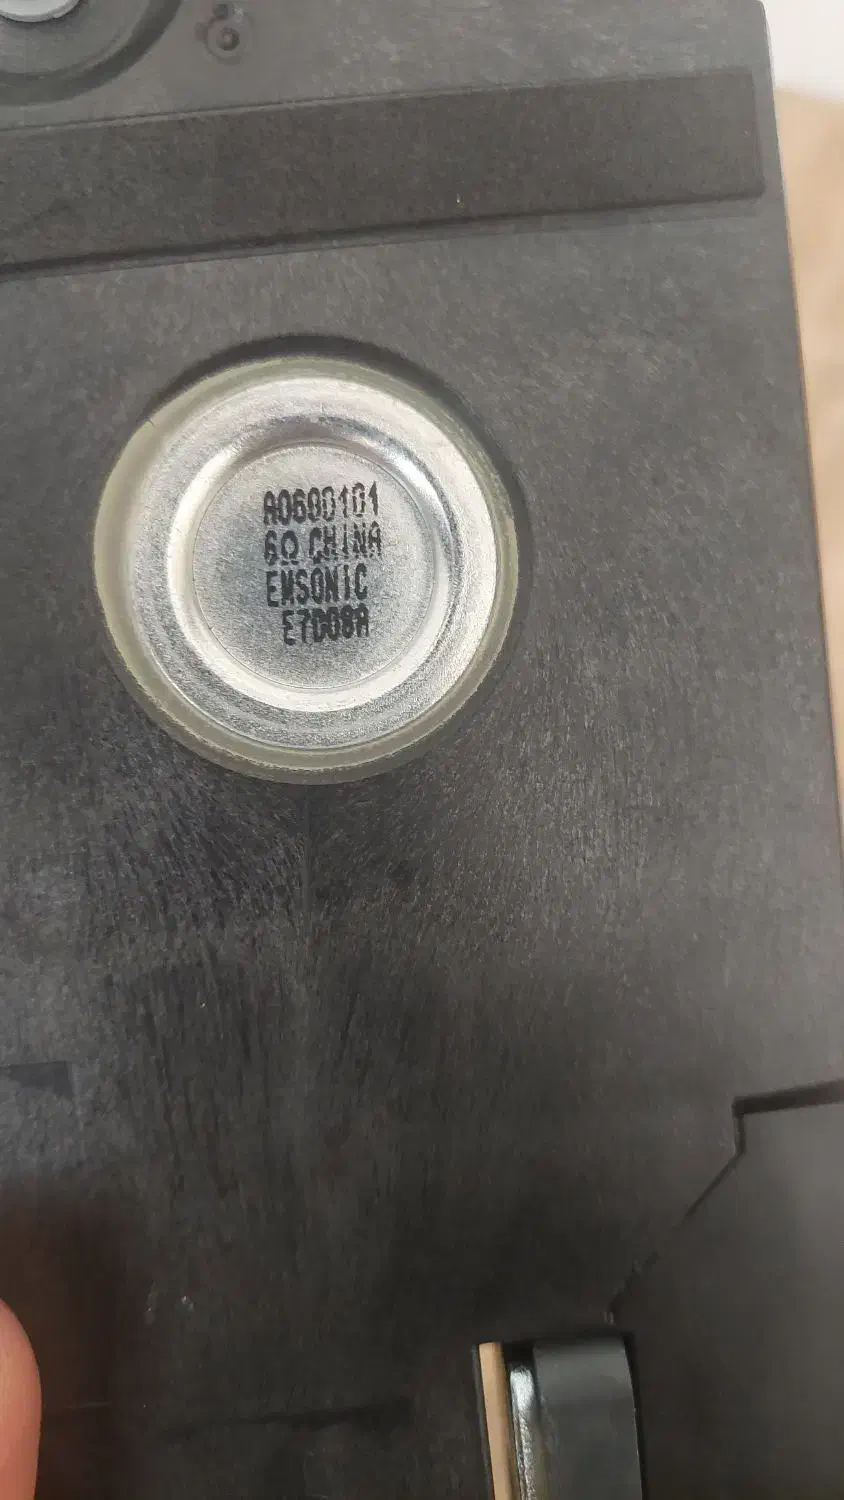 A0600101
6Ω CHINA
EMSONIC
E7D08A